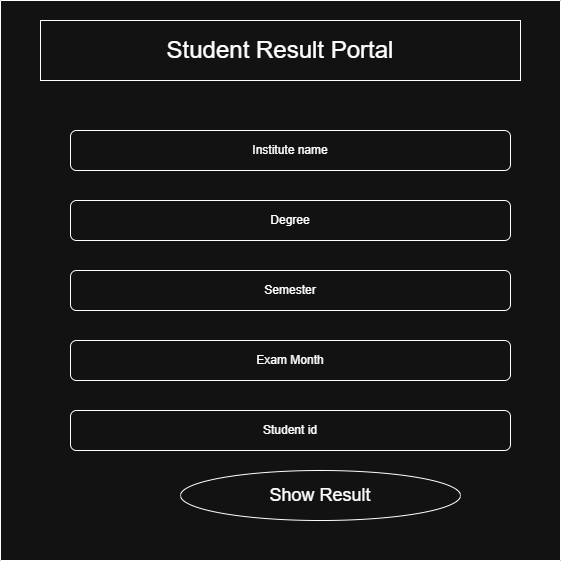 Student Result Portal
Institute name
Degree
Semester
Exam Month
Student id
Show Result